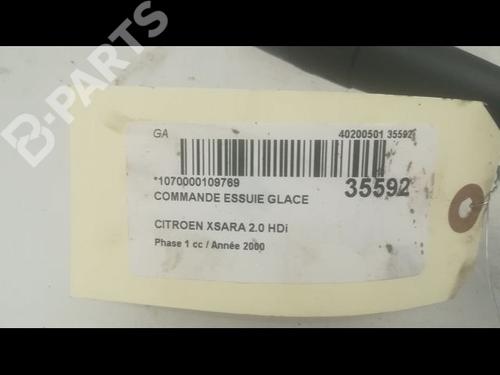 B-PARTS
GA
40200501 35592
*1070000109769
35592
COMMANDE ESSUIE GLACE
CITROEN XSARA 2.0 HDi
Phase 1 cc / Année 2000